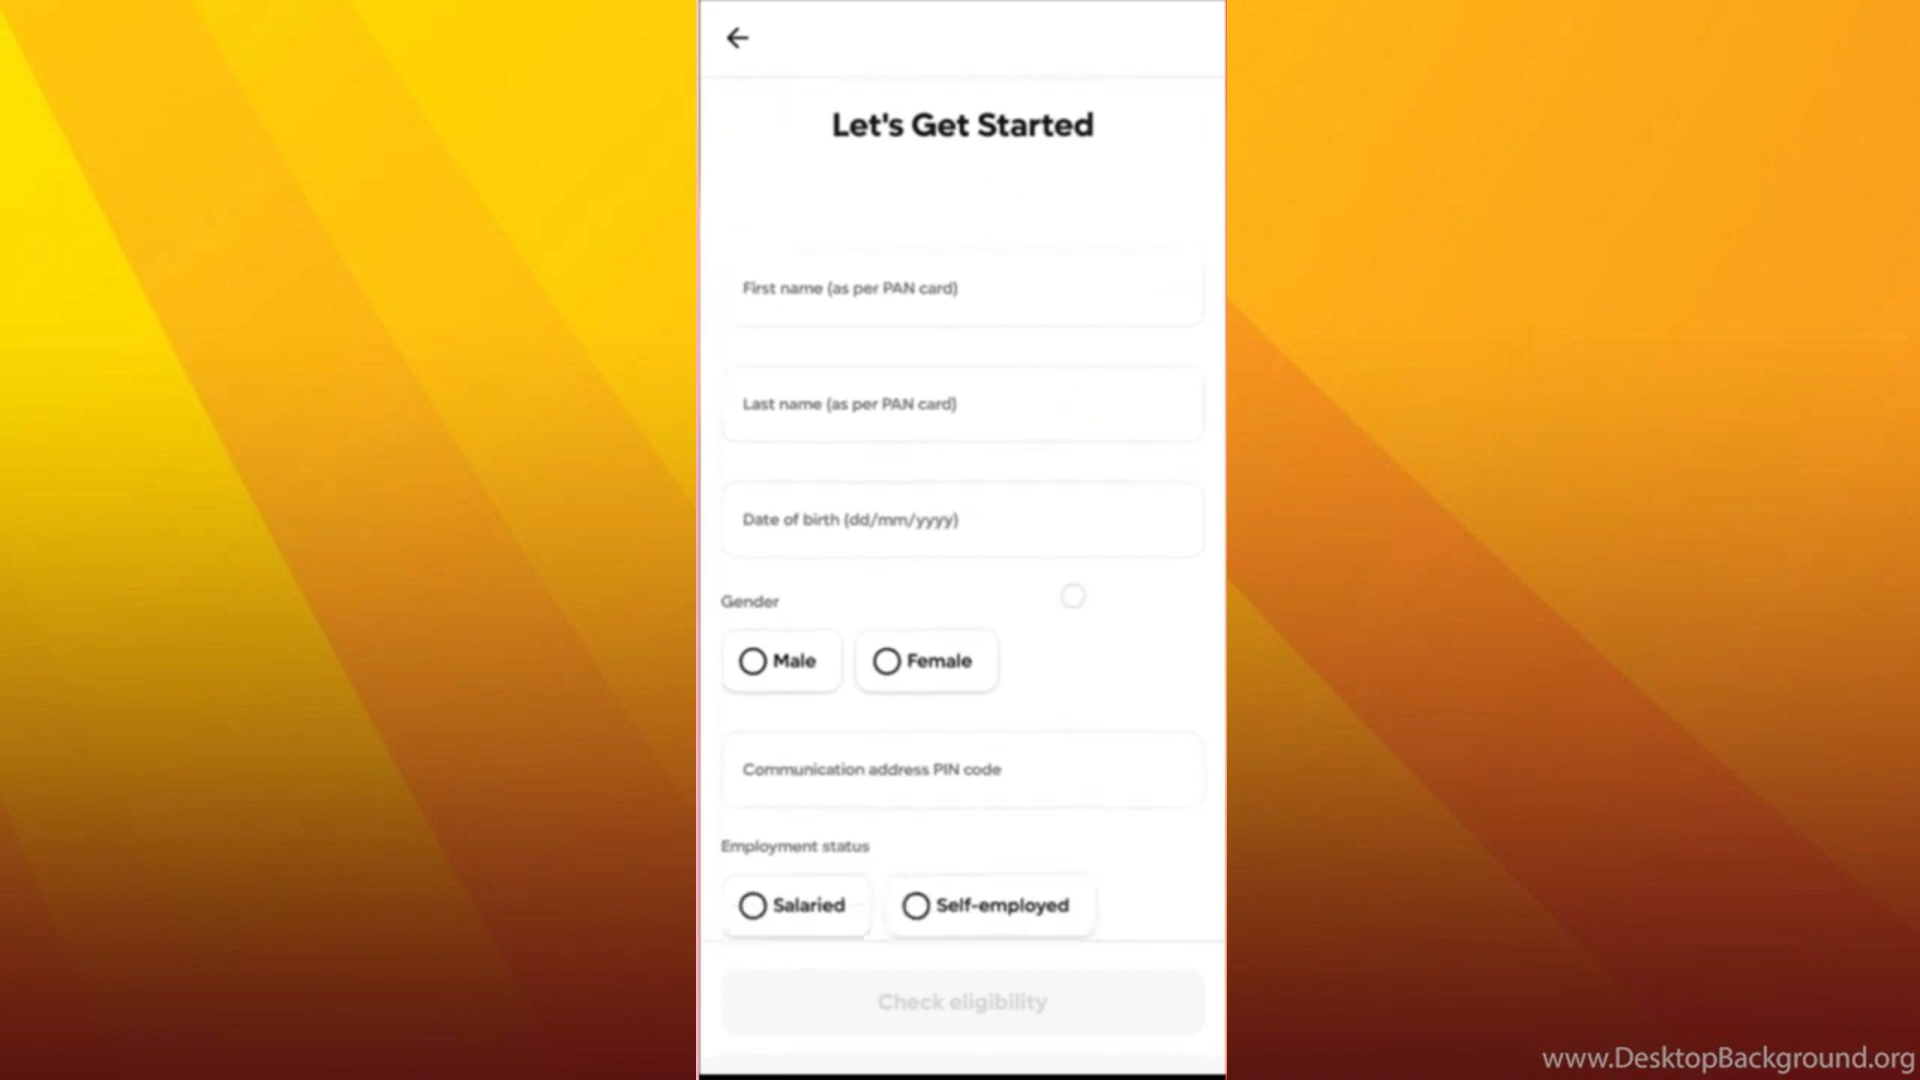 Let's Get Started
First name (as per PAN card)
Last name (as per PAN card)
Date of birth (dd/mm/yyyy)
Gender
Male Female
Communication address PIN code
Employment status
Salaried Self-employed
Check eligibility
www.DesktopBackground.org